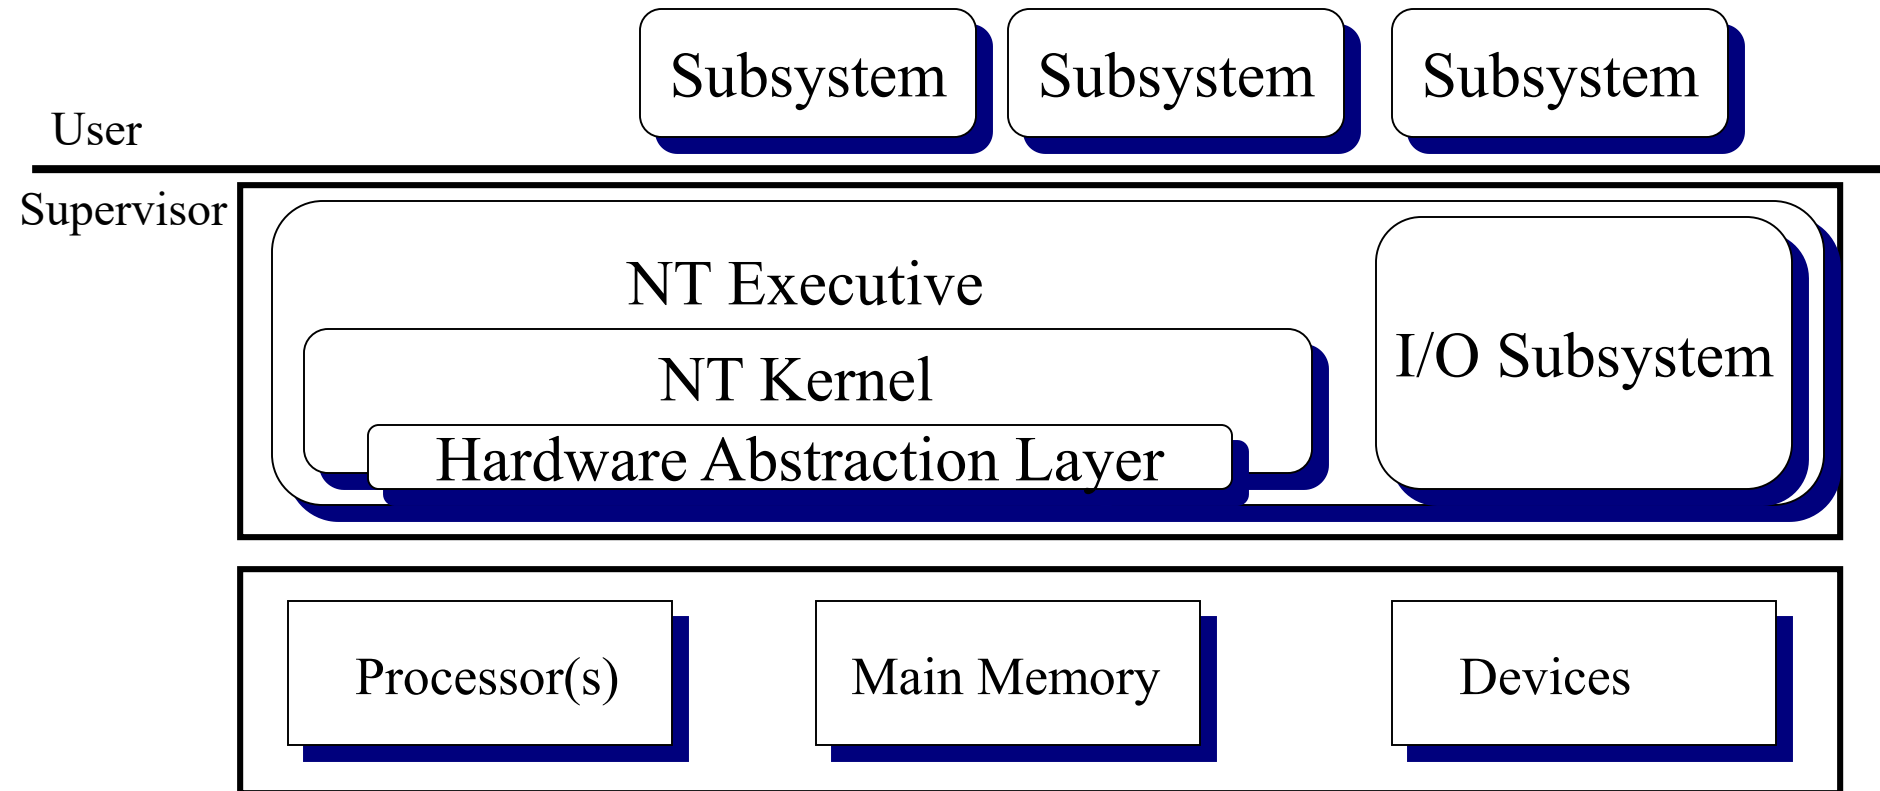 Subsystem Subsystem Subsystem
User
Supervisor
NT Executive
I/O Subsystem
NT Kernel
Hardware Abstraction Layer
Processor(s) Main Memory Devices